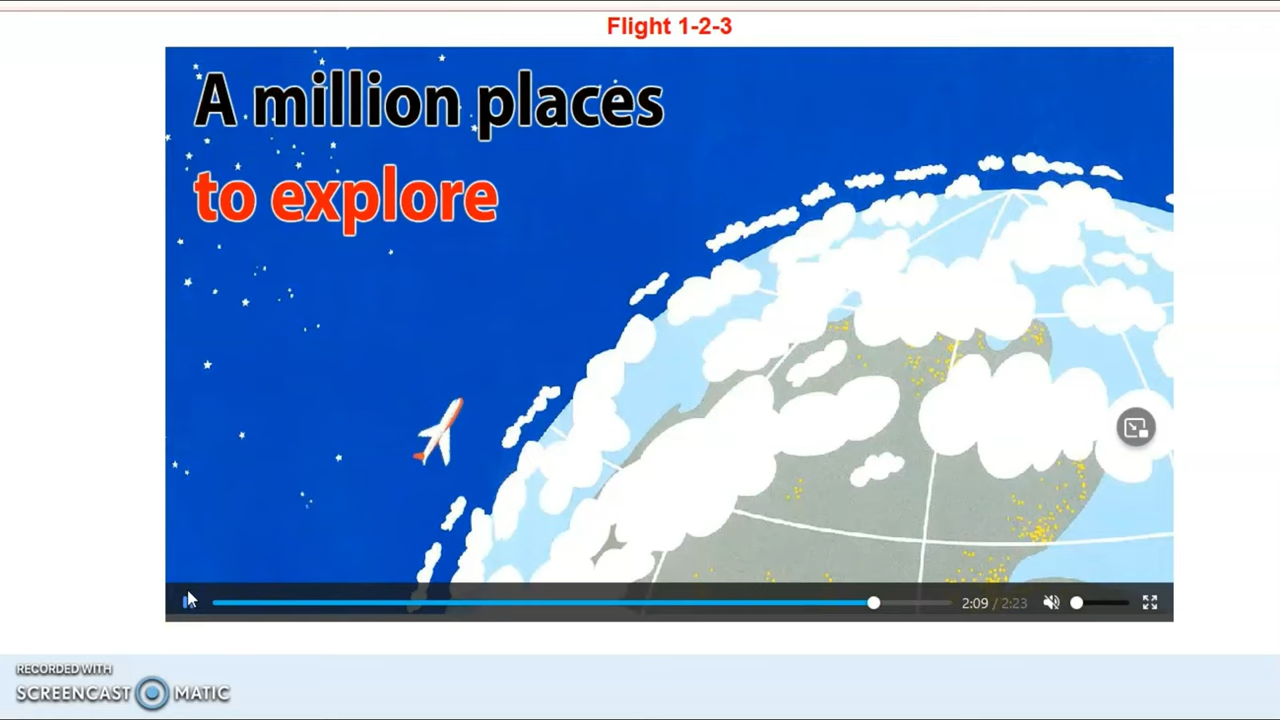 Flight 1-2-3
A million places
to explore
2:09 / 2:23
RECORDED WITH
SCREENCAST MATIC